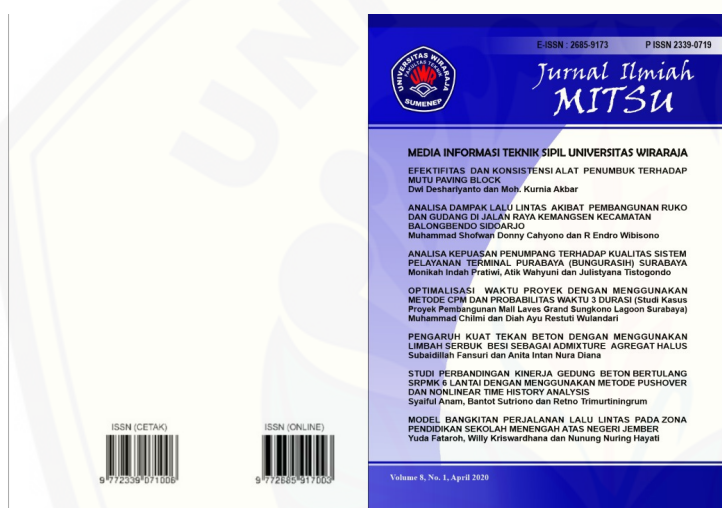 ISSN (CETAK)
9 772339 071006
ISSN (ONLINE)
9 772685 917003
E-ISSN : 2685-9173 P ISSN 2339-0719
UNIVERSITAS WIRARAJA
FAKULTAS TEKNIK
SUMENEP
Jurnal Ilmiah
MITSU
MEDIA INFORMASI TEKNIK SIPIL UNIVERSITAS WIRARAJA
EFEKTIFITAS DAN KONSISTENSI ALAT PENUMBUK TERHADAP
MUTU PAVING BLOCK
Dwi Deshariyanto dan Moh. Kurnia Akbar
ANALISA DAMPAK LALU LINTAS AKIBAT PEMBANGUNAN RUKO
DAN GUDANG DI JALAN RAYA KEMANGSEN KECAMATAN
BALONGBENDO SIDOARJO
Muhammad Shofwan Donny Cahyono dan R Endro Wibisono
ANALISA KEPUASAN PENUMPANG TERHADAP KUALITAS SISTEM
PELAYANAN TERMINAL PURABAYA (BUNGURASIH) SURABAYA
Monikah Indah Pratiwi, Atik Wahyuni dan Julistyana Tistogondo
OPTIMALISASI WAKTU PROYEK DENGAN MENGGUNAKAN
METODE CPM DAN PROBABILITAS WAKTU 3 DURASI (Studi Kasus
Proyek Pembangunan Mall Laves Grand Sungkono Lagoon Surabaya)
Muhammad Chilmi dan Diah Ayu Restuti Wulandari
PENGARUH KUAT TEKAN BETON DENGAN MENGGUNAKAN
LIMBAH SERBUK BESI SEBAGAI ADMIXTURE AGREGAT HALUS
Subaidillah Fansuri dan Anita Intan Nura Diana
STUDI PERBANDINGAN KINERJA GEDUNG BETON BERTULANG
SRPMK 6 LANTAI DENGAN MENGGUNAKAN METODE PUSHOVER
DAN NONLINEAR TIME HISTORY ANALYSIS
Syaiful Anam, Bantot Sutriono dan Retno Trimurtiningrum
MODEL BANGKITAN PERJALANAN LALU LINTAS PADA ZONA
PENDIDIKAN SEKOLAH MENENGAH ATAS NEGERI JEMBER
Yuda Fataroh, Willy Kriswardhana dan Nunung Nuring Hayati
Volume 8, No. 1, April 2020